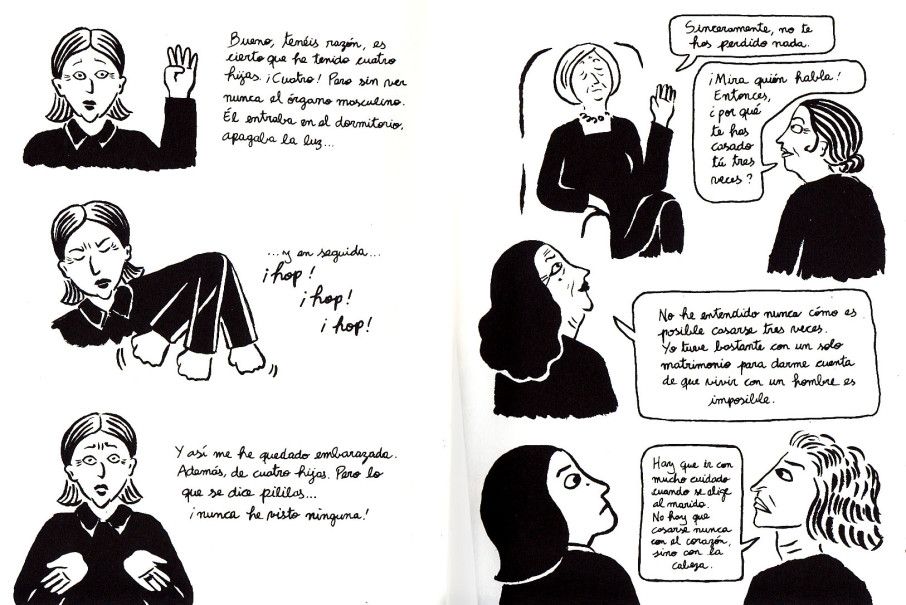 Bueno, tenéis razón, es
cierto que he tenido cuatro
hijas. ¡Cuatro! Pero sin ver
nunca el órgano masculino.
Él entraba en el dormitorio,
apagaba la luz...
...y en seguida...
¡hop!
¡hop!
¡hop!
Y así me he quedado embarazada.
Además, de cuatro hijas. Pero lo
que se dice pililas...
¡nunca he visto ninguna!
Sinceramente, no te
has perdido nada.
¡Mira quién habla!
Entonces,
¿por qué
te has
casado
tú tres
veces?
No he entendido nunca cómo es
posible casarse tres veces.
Yo tuve bastante con un solo
matrimonio para darme cuenta
de que vivir con un hombre es
imposible.
Hay que ir con
mucho cuidado
cuando se elige
al marido.
No hay que
casarse nunca
con el corazón,
sino con la
cabeza.